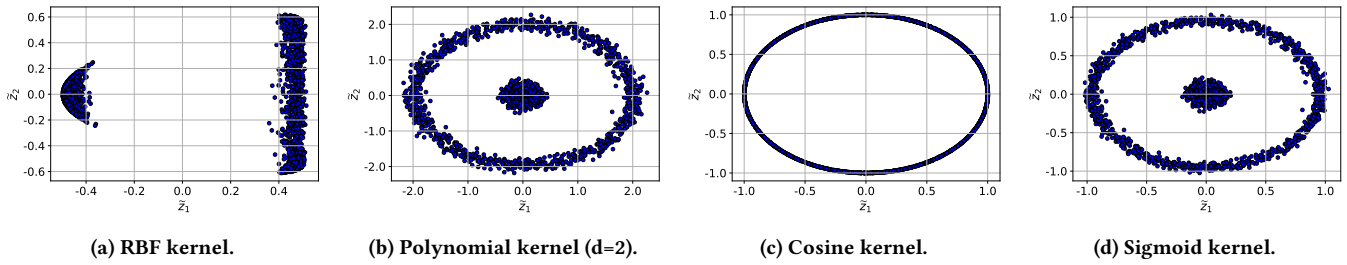 0.6
0.4
0.2
0.0
-0.2
-0.4
-0.6
z̃₂
-0.4 -0.2 0.0 0.2 0.4
z̃₁
(a) RBF kernel.
2.0
1.0
0.0
-1.0
-2.0
z̃₂
-2.0 -1.0 0.0 1.0 2.0
z̃₁
(b) Polynomial kernel (d=2).
1.0
0.5
0.0
-0.5
-1.0
z̃₂
-1.0 -0.5 0.0 0.5 1.0
z̃₁
(c) Cosine kernel.
1.0
0.5
0.0
-0.5
-1.0
z̃₂
-1.0 -0.5 0.0 0.5 1.0
z̃₁
(d) Sigmoid kernel.